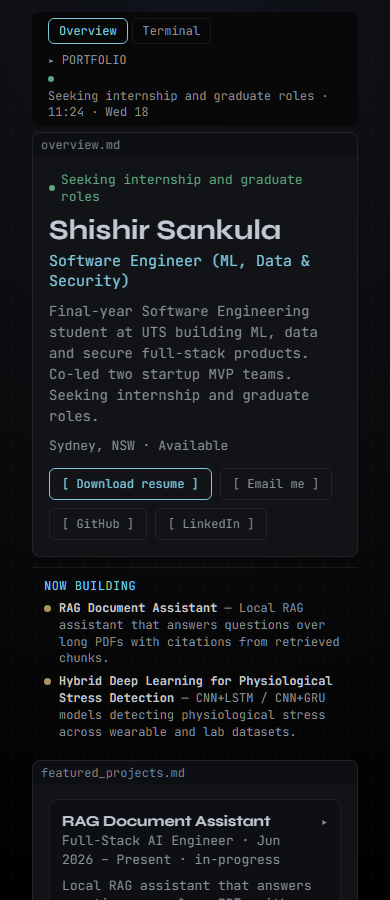 Overview Terminal
▸ PORTFOLIO
Seeking internship and graduate roles ·
11:24 · Wed 18
overview.md
Seeking internship and graduate
roles
Shishir Sankula
Software Engineer (ML, Data &
Security)
Final-year Software Engineering
student at UTS building ML, data
and secure full-stack products.
Co-led two startup MVP teams.
Seeking internship and graduate
roles.
Sydney, NSW · Available
[ Download resume ] [ Email me ]
[ GitHub ] [ LinkedIn ]
NOW BUILDING
RAG Document Assistant — Local RAG
assistant that answers questions over
long PDFs with citations from retrieved
chunks.
Hybrid Deep Learning for Physiological
Stress Detection — CNN+LSTM / CNN+GRU
models detecting physiological stress
across wearable and lab datasets.
featured_projects.md
RAG Document Assistant ▸
Full-Stack AI Engineer · Jun
2026 – Present · in-progress
Local RAG assistant that answers